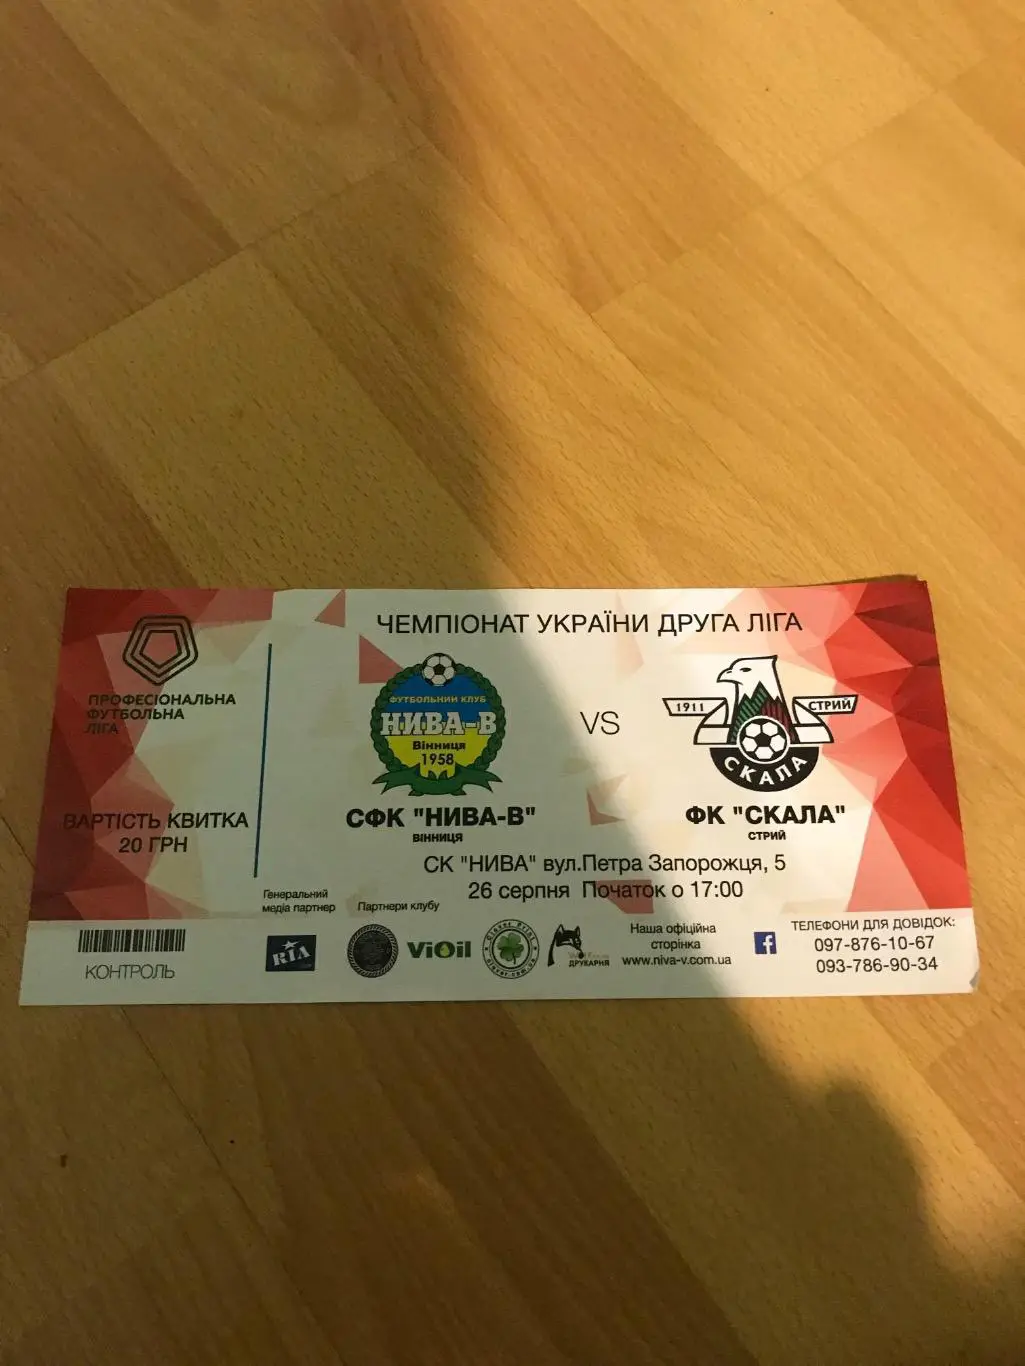 ЧЕМПІОНАТ УКРАЇНИ ДРУГА ЛІГА
ПРОФЕСІОНАЛЬНА
ФУТБОЛЬНА
ЛІГА
ВАРТІСТЬ КВИТКА
20 ГРН
ФУТБОЛЬНИЙ КЛУБ
НИВА-В
Вінниця
1958
СФК "НИВА-В"
ВІННИЦЯ
VS
1911
СТРИЙ
СКАЛА
ФК "СКАЛА"
СТРИЙ
СК "НИВА" вул.Петра Запорожця, 5
26 серпня Початок о 17:00
КОНТРОЛЬ
Генеральний
медіа партнер
RIA
Партнери клубу
ViOil
ДРУКАРНЯ
Наша офіційна
сторінка
www.niva-v.com.ua
f
ТЕЛЕФОНИ ДЛЯ ДОВІДОК:
097-876-10-67
093-786-90-34